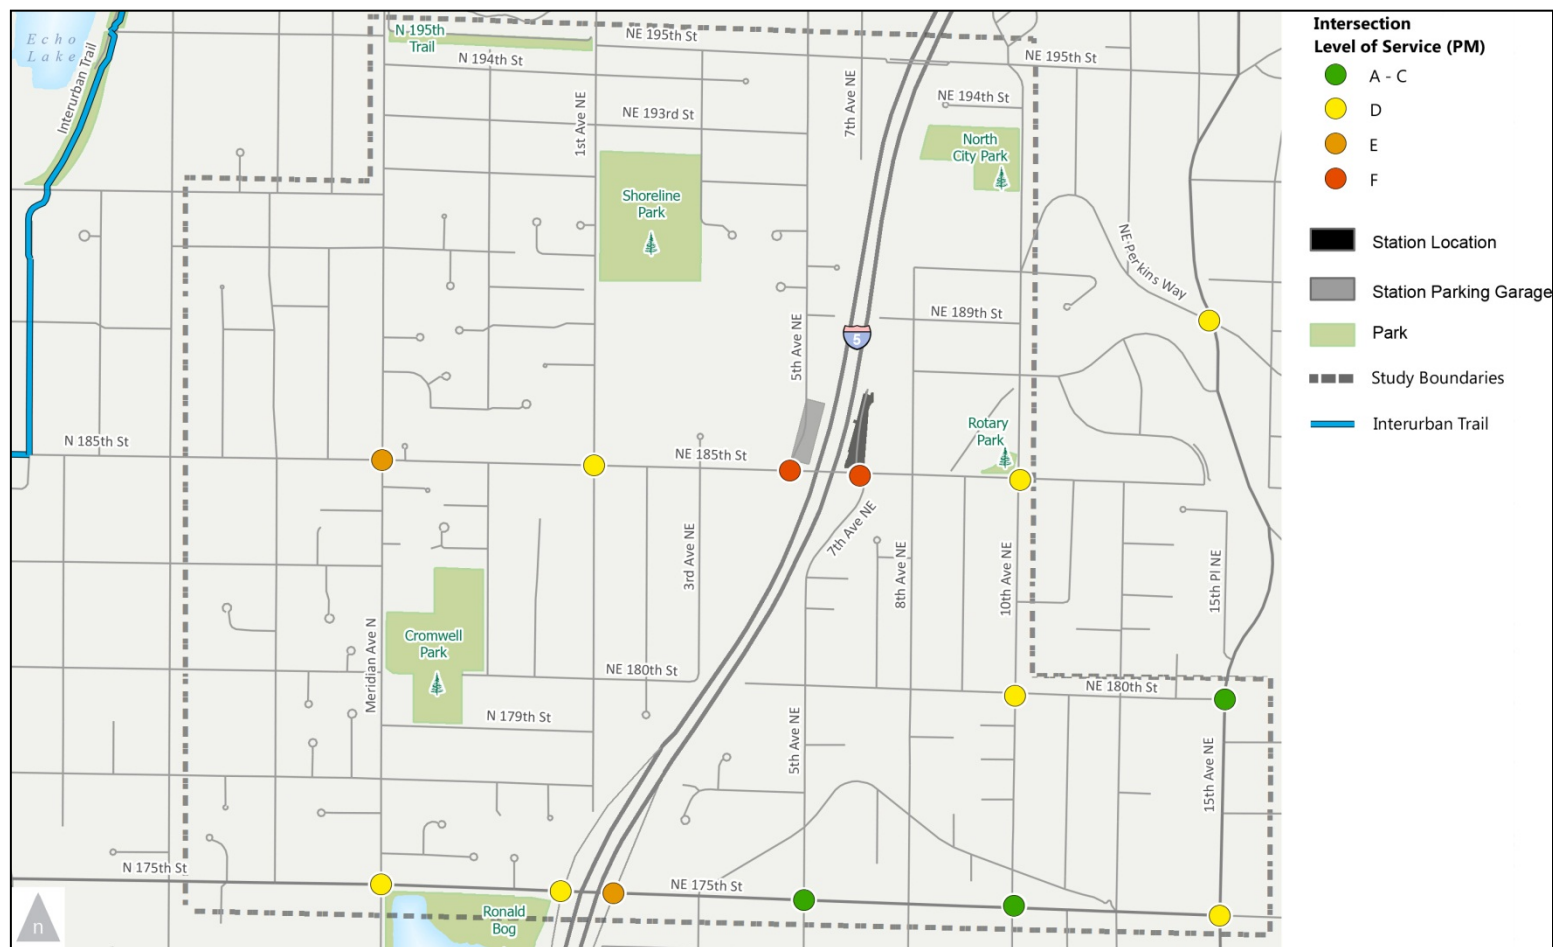 Echo
Lake
Interurban Trail
N 195th
Trail
NE 195th St
N 194th St
NE 193rd St
1st Ave NE
7th Ave NE
NE 195th St
NE 194th St
North
City Park
Shoreline
Park
NE Perkins Way
NE 189th St
5th Ave NE
5
N 185th St
NE 185th St
Rotary
Park
7th Ave NE
3rd Ave NE
8th Ave NE
10th Ave NE
15th Pl NE
Meridian Ave N
Cromwell
Park
NE 180th St
NE 180th St
N 179th St
5th Ave NE
15th Ave NE
N 175th St
NE 175th St
Ronald
Bog
n
Intersection
Level of Service (PM)
A - C
D
E
F
Station Location
Station Parking Garage
Park
Study Boundaries
Interurban Trail